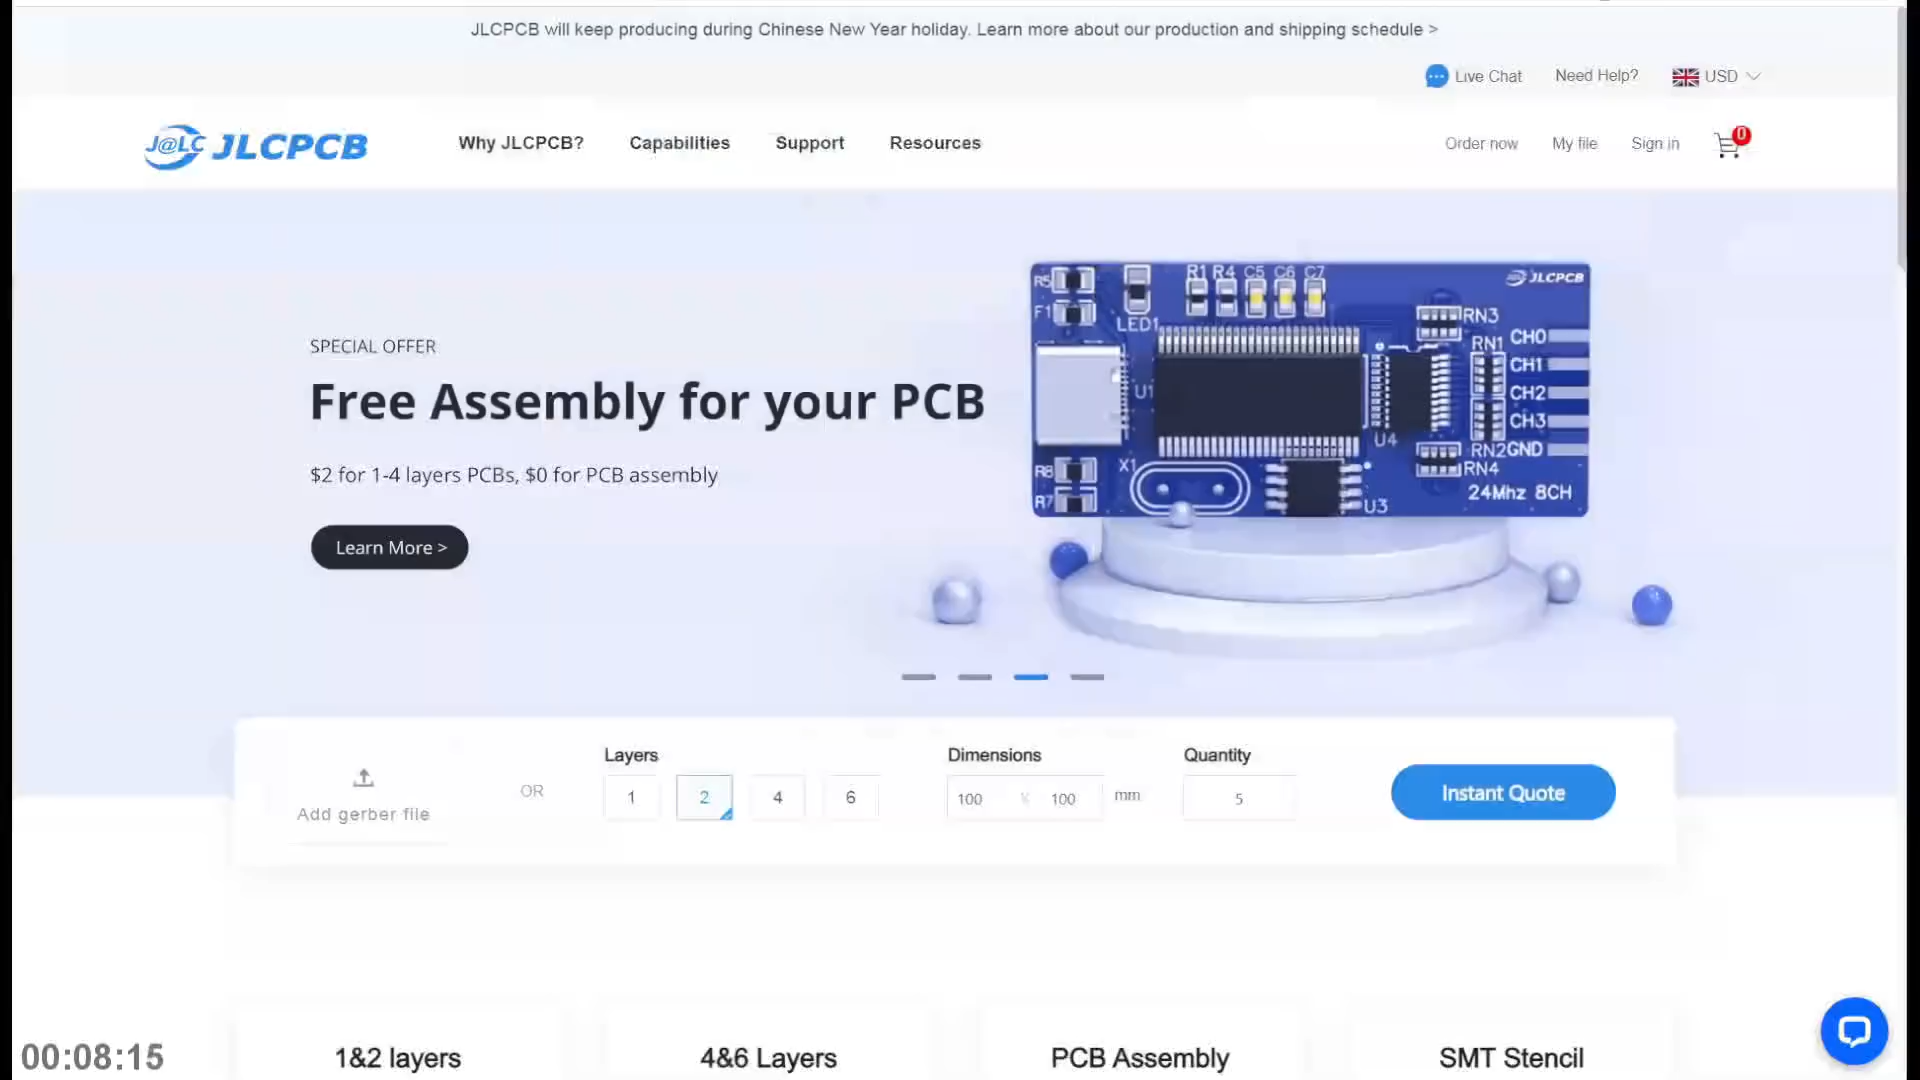 JLCPCB will keep producing during Chinese New Year holiday. Learn more about our production and shipping schedule >
Live Chat Need Help? USD
J@LC JLCPCB Why JLCPCB? Capabilities Support Resources Order now My file Sign in 0
SPECIAL OFFER
Free Assembly for your PCB
$2 for 1-4 layers PCBs, $0 for PCB assembly
Learn More >
JLCPCB
R5 R1 R4 C5 C6 C7
F1 LED1 RN3
RN1 CH0
CH1
U1 CH2
CH3
U4 RN2 GND
R8 X1 RN4
R7 U3 24Mhz 8CH
Layers Dimensions Quantity
Add gerber file OR 1 2 4 6 100 X 100 mm 5 Instant Quote
1&2 layers 4&6 Layers PCB Assembly SMT Stencil
00:08:15